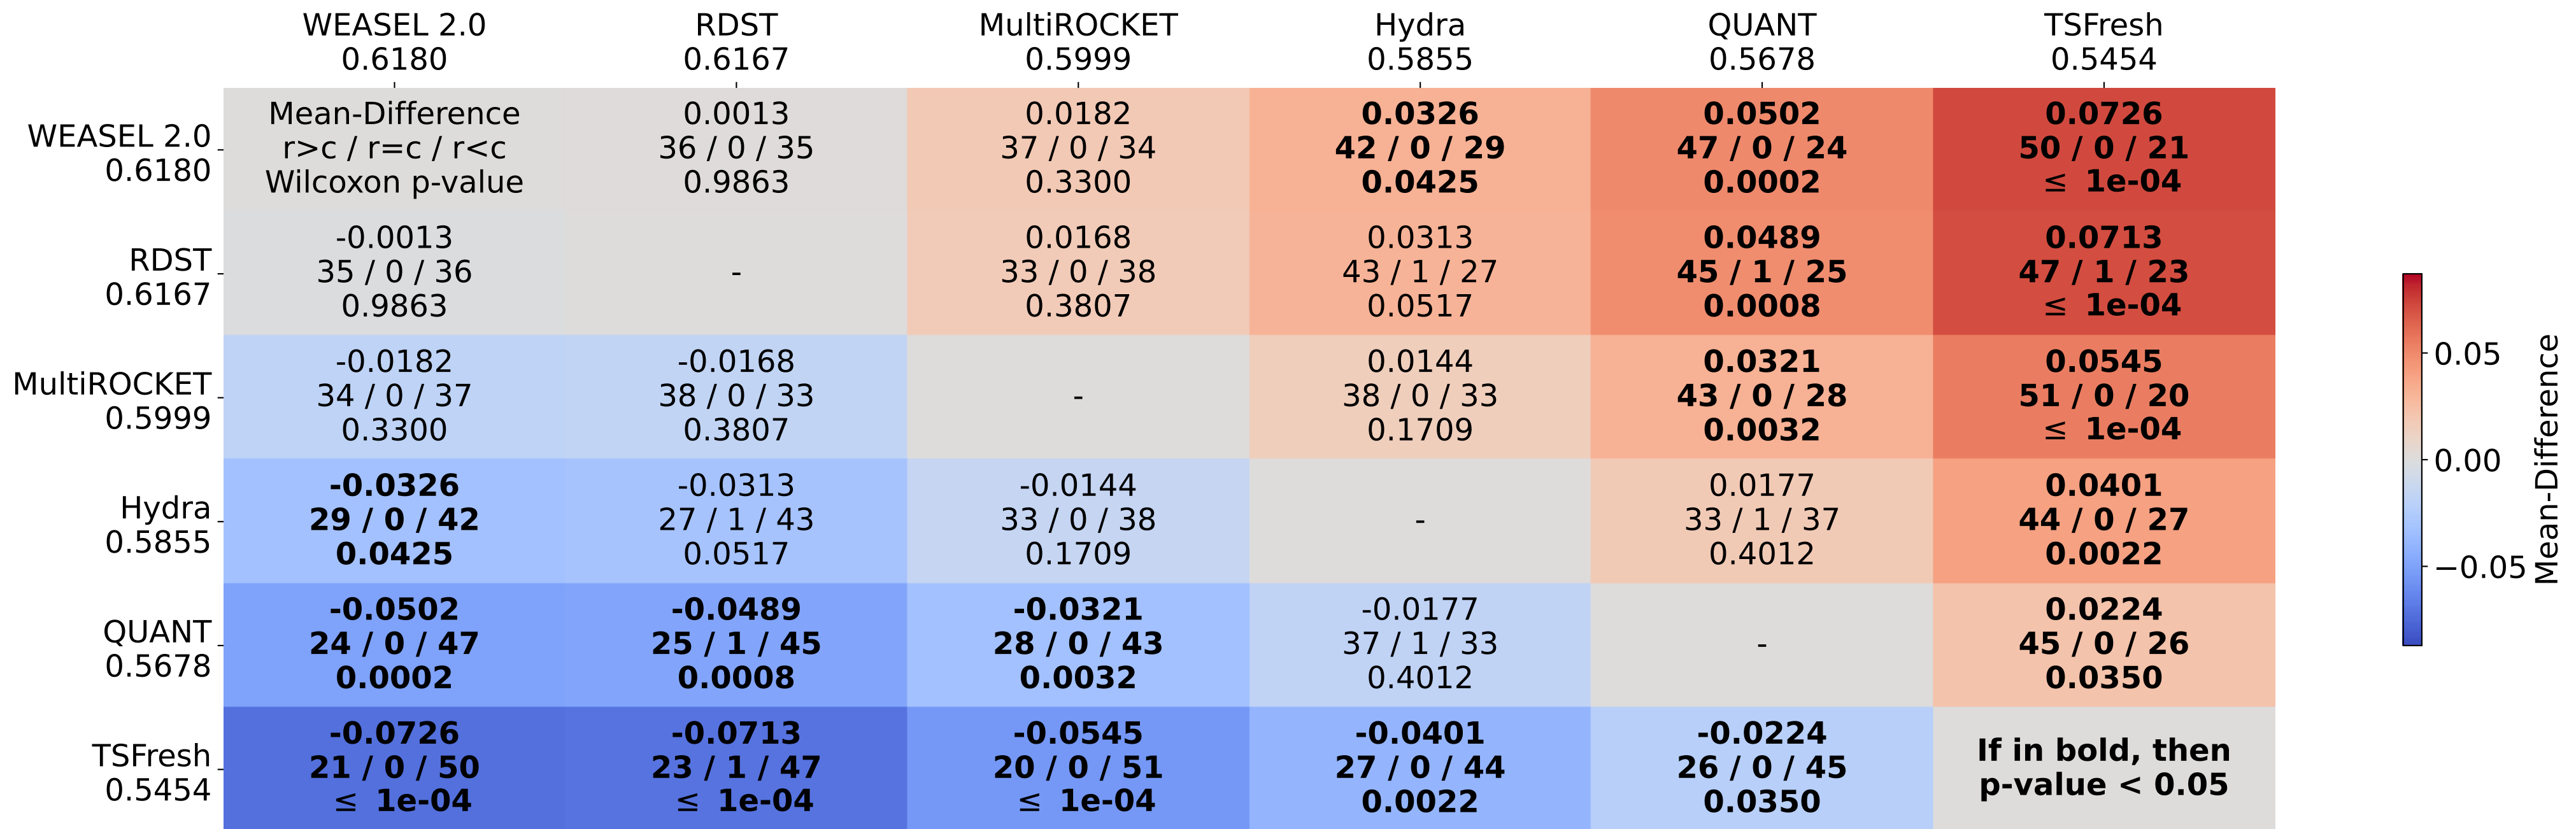 WEASEL 2.0 RDST MultiROCKET Hydra QUANT TSFresh
0.6180 0.6167 0.5999 0.5855 0.5678 0.5454
WEASEL 2.0
0.6180
Mean-Difference 0.0013 0.0182 0.0326 0.0502 0.0726
r>c / r=c / r<c 36 / 0 / 35 37 / 0 / 34 42 / 0 / 29 47 / 0 / 24 50 / 0 / 21
Wilcoxon p-value 0.9863 0.3300 0.0425 0.0002 ≤ 1e-04
RDST
0.6167
-0.0013 0.0168 0.0313 0.0489 0.0713
35 / 0 / 36 - 33 / 0 / 38 43 / 1 / 27 45 / 1 / 25 47 / 1 / 23
0.9863 0.3807 0.0517 0.0008 ≤ 1e-04
MultiROCKET
0.5999
-0.0182 -0.0168 0.0144 0.0321 0.0545
34 / 0 / 37 38 / 0 / 33 - 38 / 0 / 33 43 / 0 / 28 51 / 0 / 20
0.3300 0.3807 0.1709 0.0032 ≤ 1e-04
Hydra
0.5855
-0.0326 -0.0313 -0.0144 0.0177 0.0401
29 / 0 / 42 27 / 1 / 43 33 / 0 / 38 - 33 / 1 / 37 44 / 0 / 27
0.0425 0.0517 0.1709 0.4012 0.0022
QUANT
0.5678
-0.0502 -0.0489 -0.0321 -0.0177 0.0224
24 / 0 / 47 25 / 1 / 45 28 / 0 / 43 37 / 1 / 33 - 45 / 0 / 26
0.0002 0.0008 0.0032 0.4012 0.0350
TSFresh
0.5454
-0.0726 -0.0713 -0.0545 -0.0401 -0.0224 If in bold, then
21 / 0 / 50 23 / 1 / 47 20 / 0 / 51 27 / 0 / 44 26 / 0 / 45 p-value < 0.05
≤ 1e-04 ≤ 1e-04 ≤ 1e-04 0.0022 0.0350
0.05
0.00
−0.05
Mean-Difference